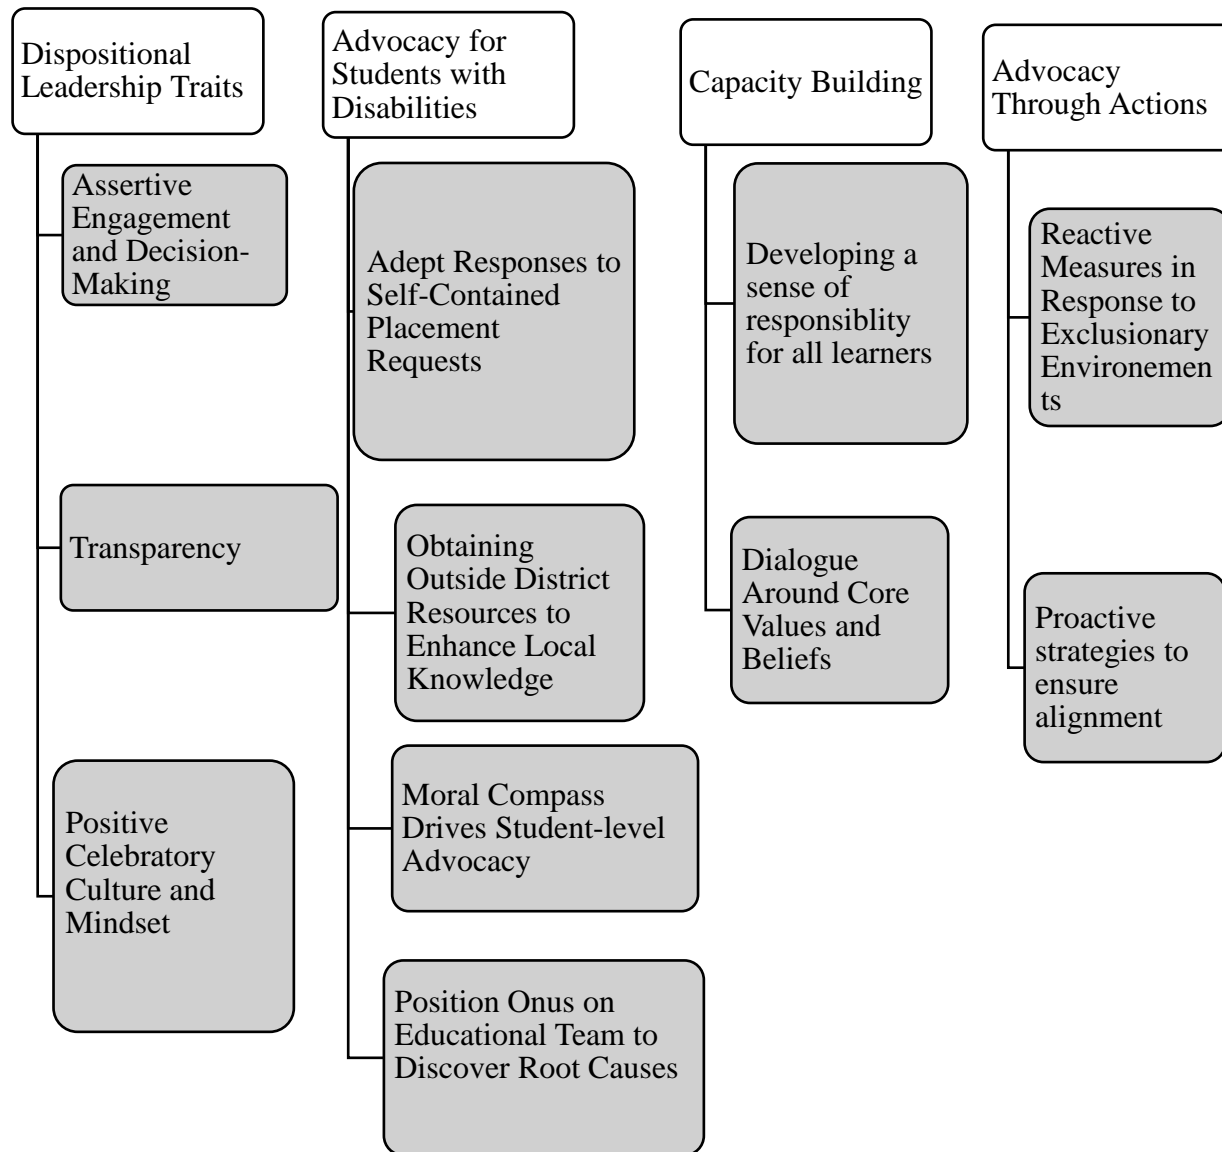 Dispositional
Leadership Traits
Assertive
Engagement
and Decision-
Making
Transparency
Positive
Celebratory
Culture and
Mindset
Advocacy for
Students with
Disabilities
Adept Responses to
Self-Contained
Placement
Requests
Obtaining
Outside District
Resources to
Enhance Local
Knowledge
Moral Compass
Drives Student-level
Advocacy
Position Onus on
Educational Team to
Discover Root Causes
Capacity Building
Developing a
sense of
responsiblity
for all learners
Dialogue
Around Core
Values and
Beliefs
Advocacy
Through Actions
Reactive
Measures in
Response to
Exclusionary
Environemen
ts
Proactive
strategies to
ensure
alignment